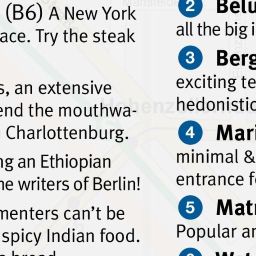 (B6) A New York
ace. Try the steak
s, an extensive
end the mouthwa-
Charlottenburg.
ng an Ethiopian
he writers of Berlin!
menters can't be
spicy Indian food.
2 Belu
all the big i
3 Berg
exciting te
hedonistic
4 Mari
minimal &
entrance f
5 Matr
Popular a